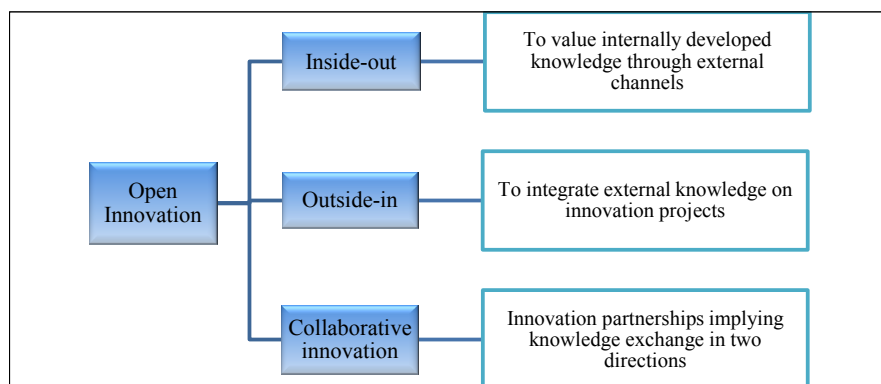 Inside-out
To value internally developed
knowledge through external
channels
Open
Innovation
Outside-in
To integrate external knowledge on
innovation projects
Collaborative
innovation
Innovation partnerships implying
knowledge exchange in two
directions